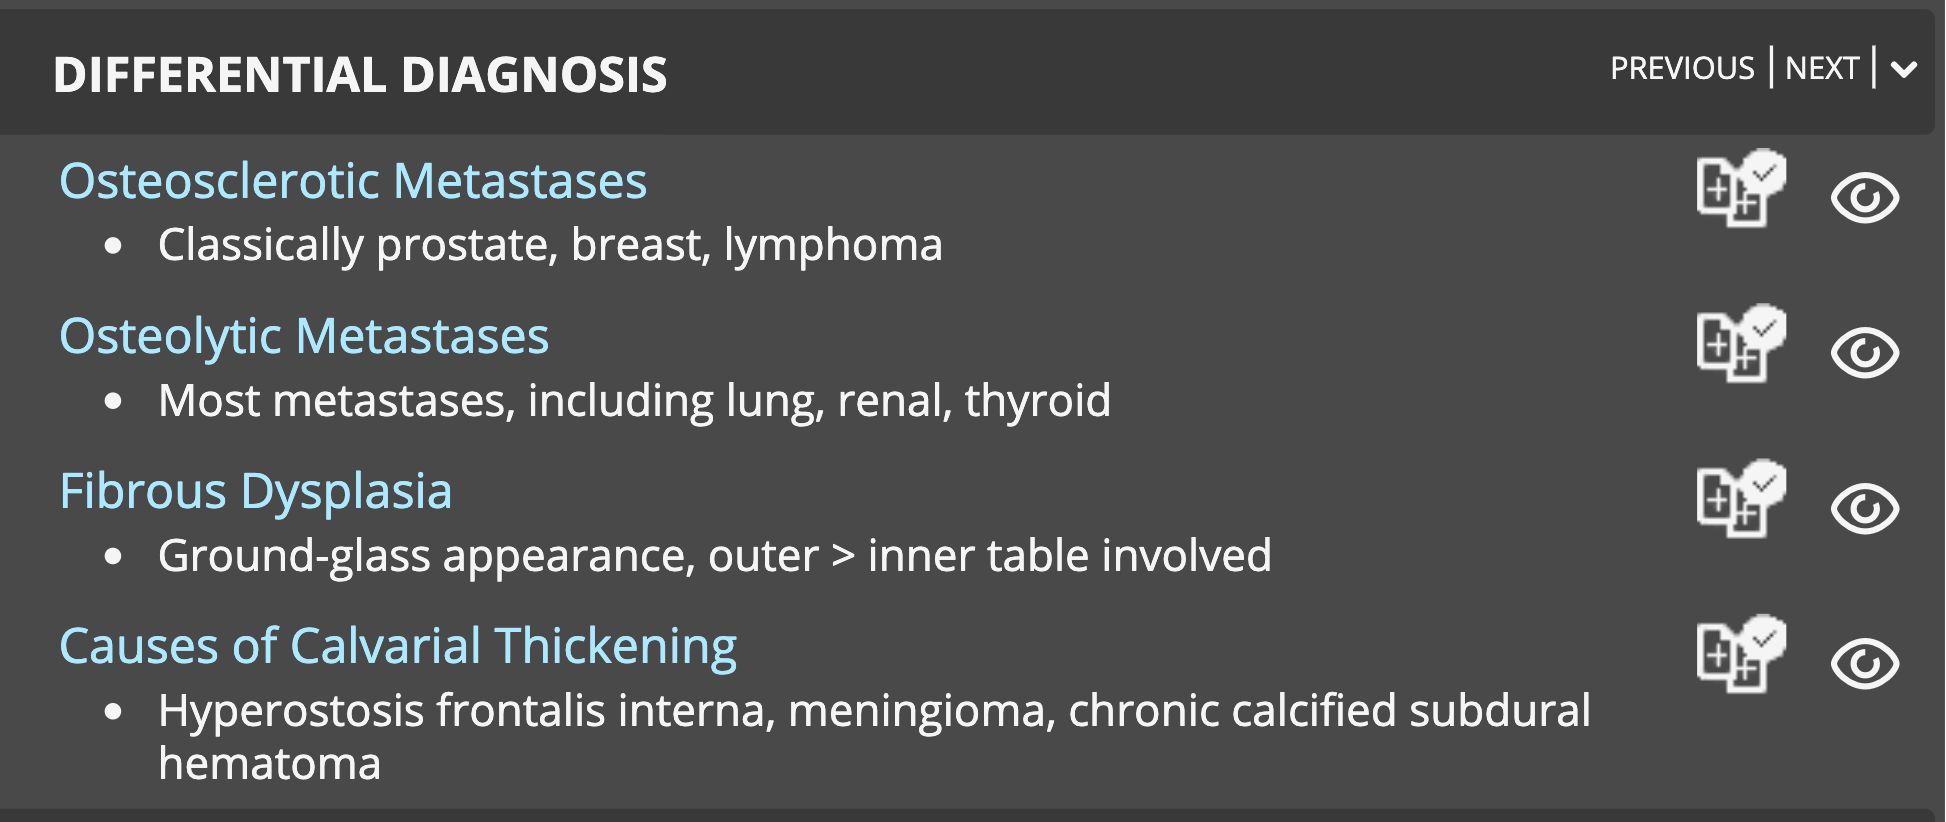 DIFFERENTIAL DIAGNOSIS
PREVIOUS | NEXT |
Osteosclerotic Metastases
• Classically prostate, breast, lymphoma
Osteolytic Metastases
• Most metastases, including lung, renal, thyroid
Fibrous Dysplasia
• Ground-glass appearance, outer > inner table involved
Causes of Calvarial Thickening
• Hyperostosis frontalis interna, meningioma, chronic calcified subdural
hematoma